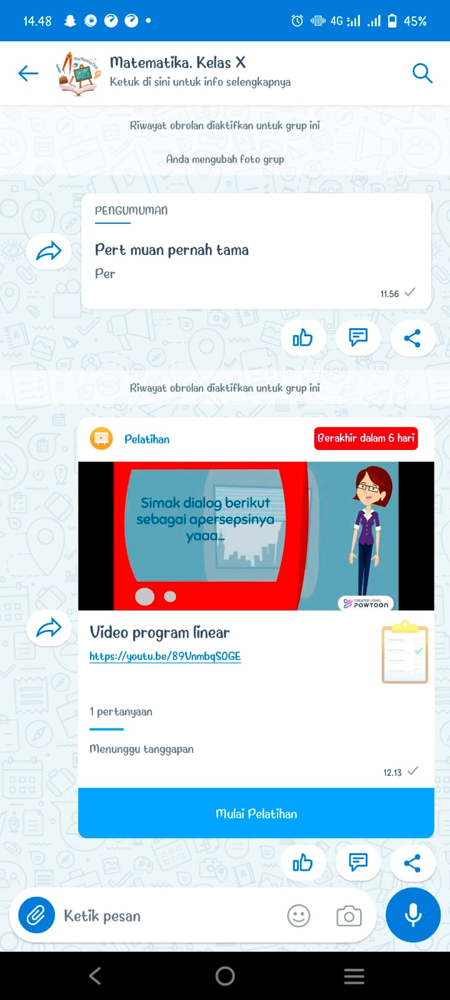 14.48
4G
45%
Matematika. Kelas X
Ketuk di sini untuk info selengkapnya
Riwayat obrolan diaktifkan untuk grup ini
Anda mengubah foto grup
PENGUMUMAN
Pert muan pernah tama
Per
11.56
Riwayat obrolan diaktifkan untuk grup ini
Pelatihan
Berakhir dalam 6 hari
Simak dialog berikut
sebagai apersepsinya
yaaa...
CREATED USING
POWTOON
Video program linear
https://youtu.be/89VnmbqS0GE
1 pertanyaan
Menunggu tanggapan
12.13
Mulai Pelatihan
Ketik pesan